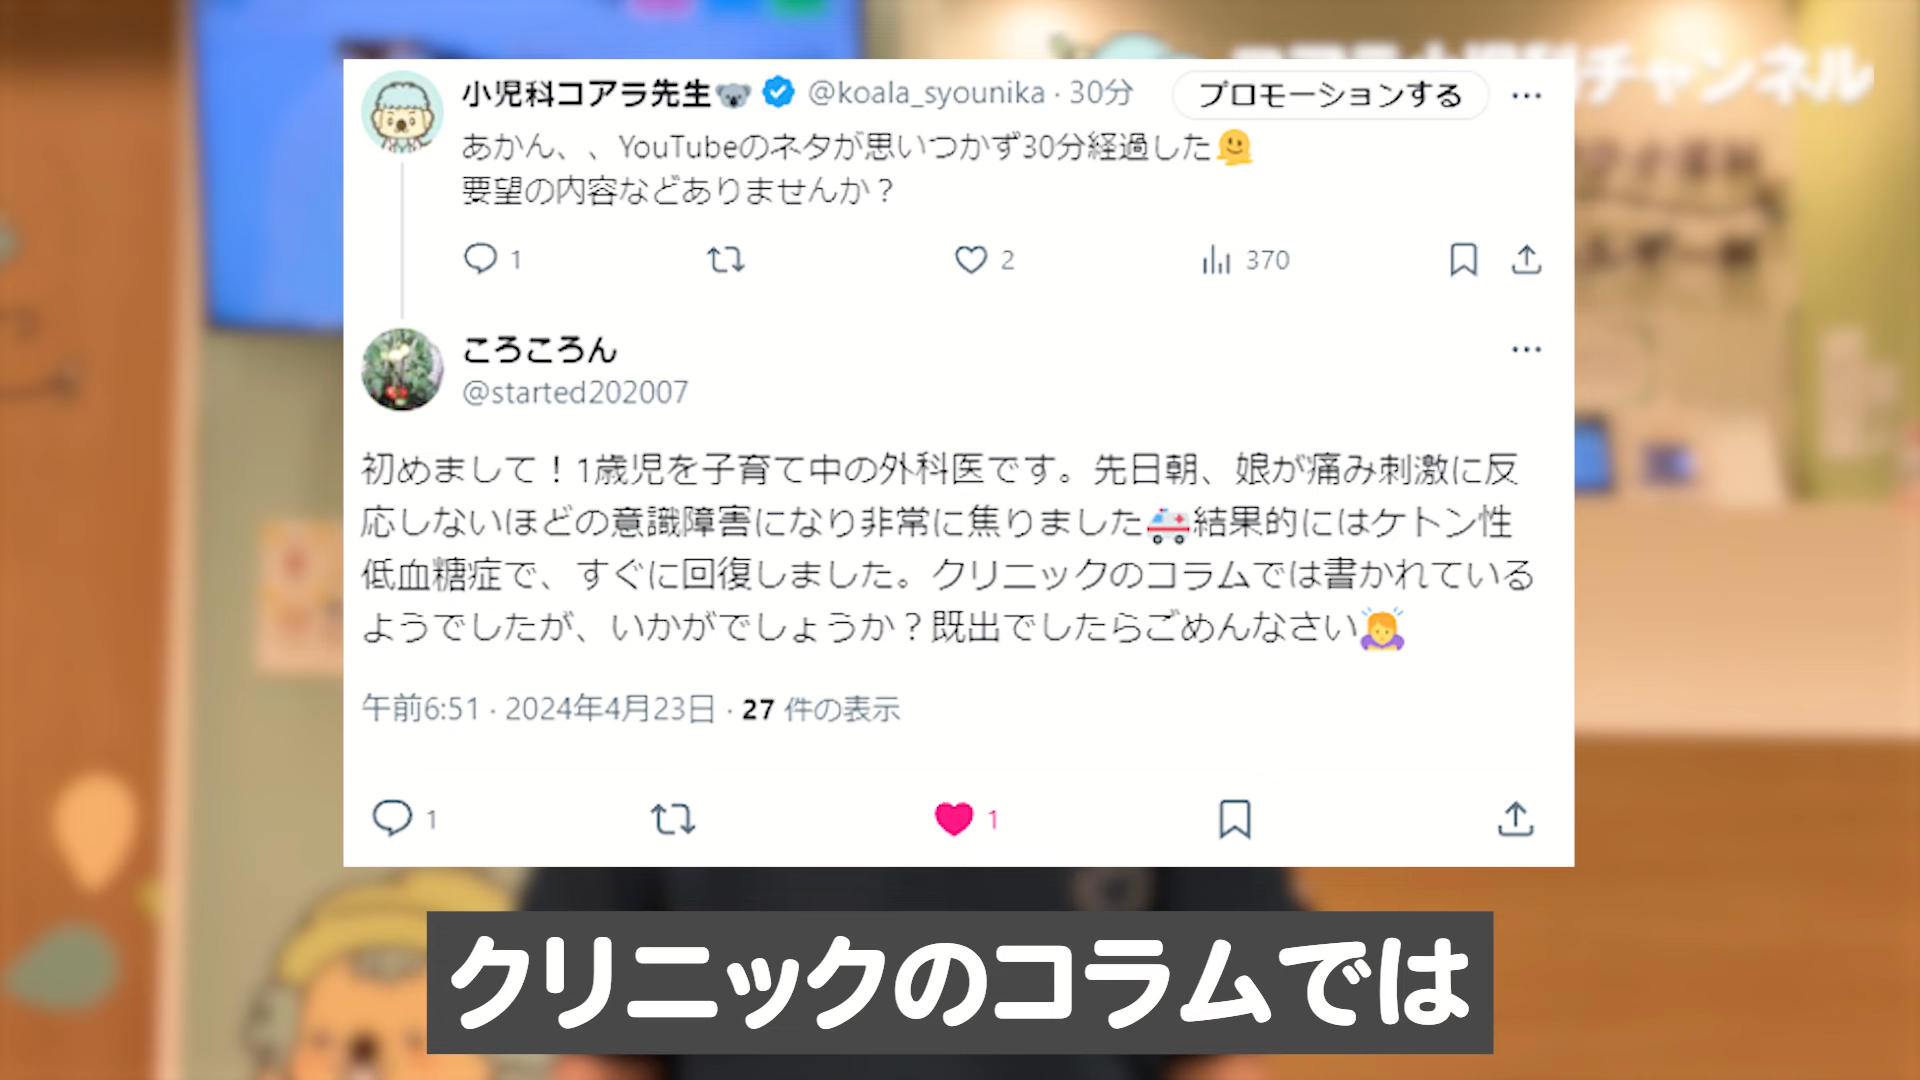 小児科コアラ先生🐨 @koala_syounika · 30分
プロモーションする
チャンネル
あかん、、YouTubeのネタが思いつかず30分経過した🫠
要望の内容などありませんか？
1 2 370
ころころん
@started202007
初めまして！1歳児を子育て中の外科医です。先日朝、娘が痛み刺激に反
応しないほどの意識障害になり非常に焦りました🚑結果的にはケトン性
低血糖症で、すぐに回復しました。クリニックのコラムでは書かれている
ようでしたが、いかがでしょうか？既出でしたらごめんなさい🙇
午前6:51 · 2024年4月23日 · 27 件の表示
1 1
クリニックのコラムでは